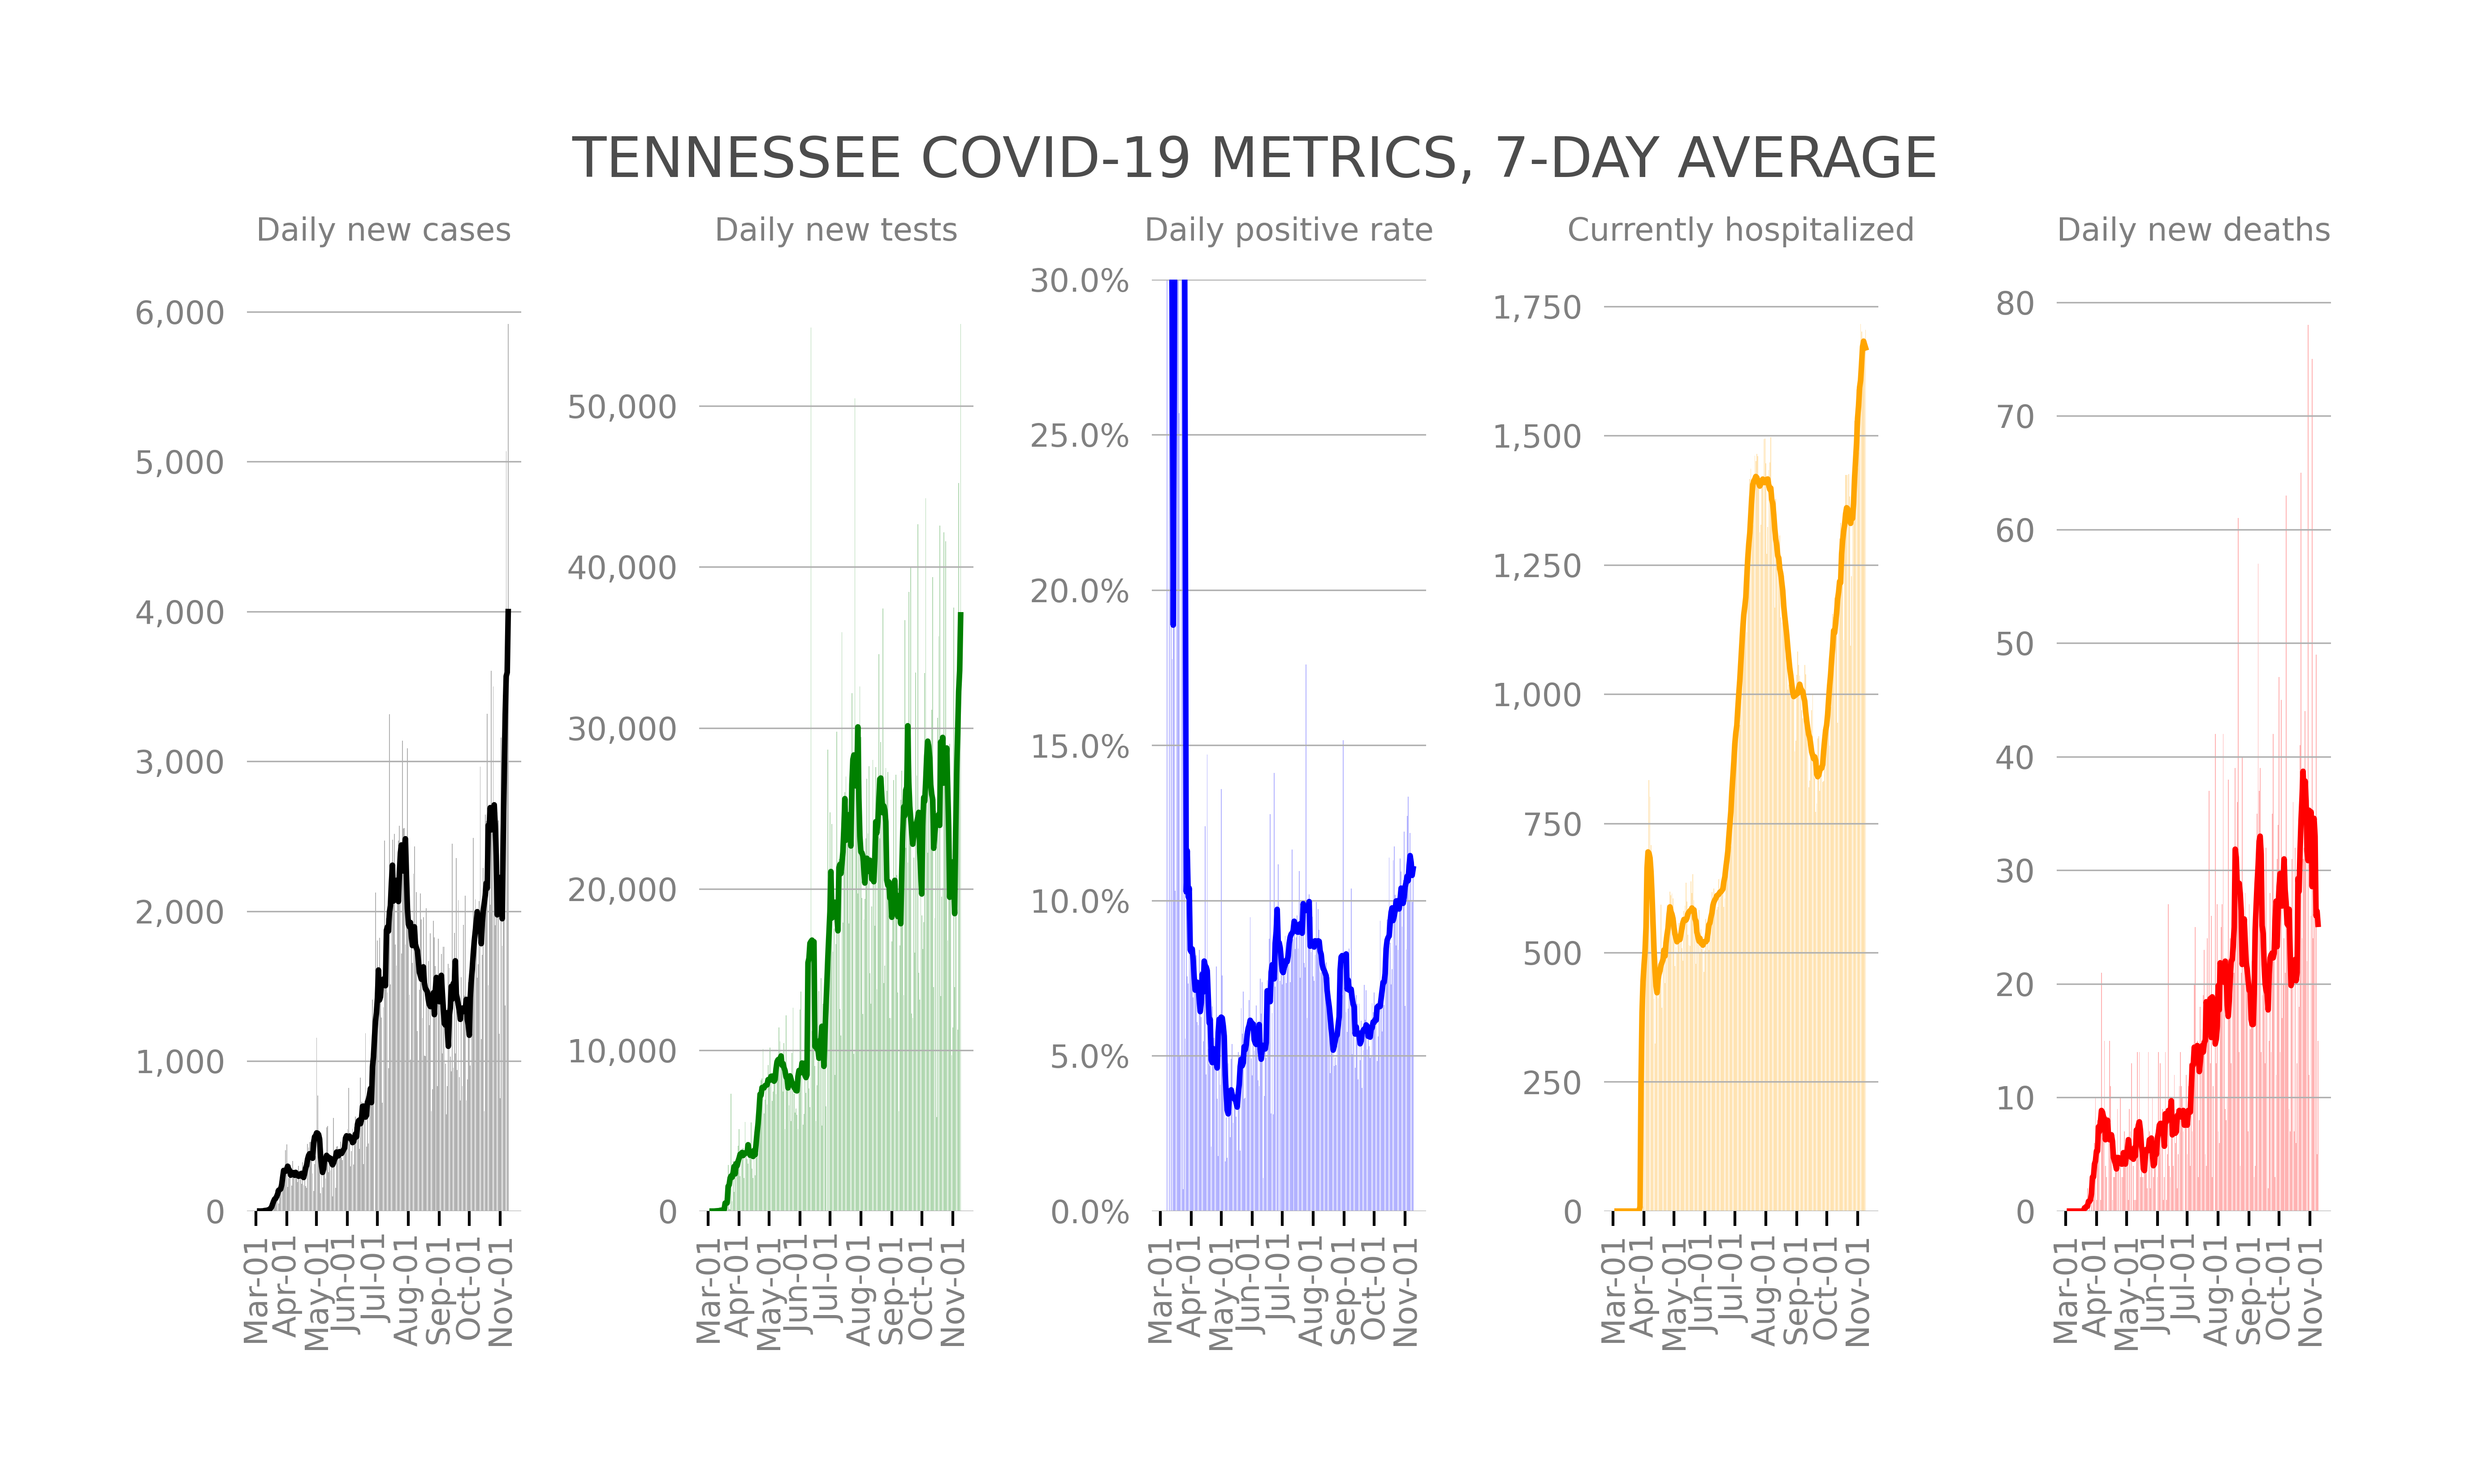 TENNESSEE COVID-19 METRICS, 7-DAY AVERAGE
Daily new cases
6,000
5,000
4,000
3,000
2,000
1,000
0
Mar-01
Apr-01
May-01
Jun-01
Jul-01
Aug-01
Sep-01
Oct-01
Nov-01
Daily new tests
50,000
40,000
30,000
20,000
10,000
0
Mar-01
Apr-01
May-01
Jun-01
Jul-01
Aug-01
Sep-01
Oct-01
Nov-01
Daily positive rate
30.0%
25.0%
20.0%
15.0%
10.0%
5.0%
0.0%
Mar-01
Apr-01
May-01
Jun-01
Jul-01
Aug-01
Sep-01
Oct-01
Nov-01
Currently hospitalized
1,750
1,500
1,250
1,000
750
500
250
0
Mar-01
Apr-01
May-01
Jun-01
Jul-01
Aug-01
Sep-01
Oct-01
Nov-01
Daily new deaths
80
70
60
50
40
30
20
10
0
Mar-01
Apr-01
May-01
Jun-01
Jul-01
Aug-01
Sep-01
Oct-01
Nov-01